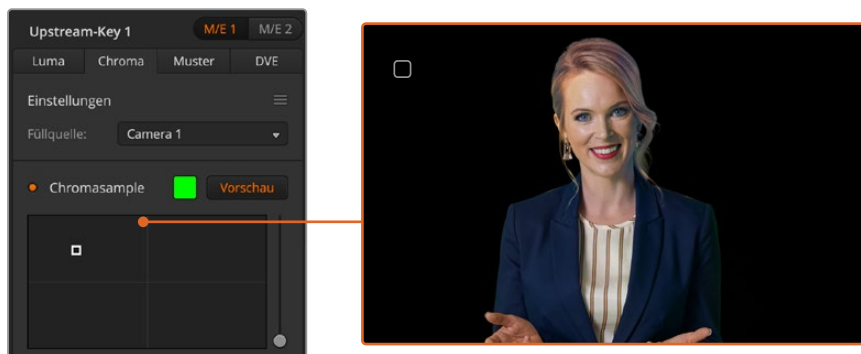 Upstream-Key 1 M/E 1 M/E 2
Luma Chroma Muster DVE
Einstellungen
Füllquelle: Camera 1
Chromasample Vorschau